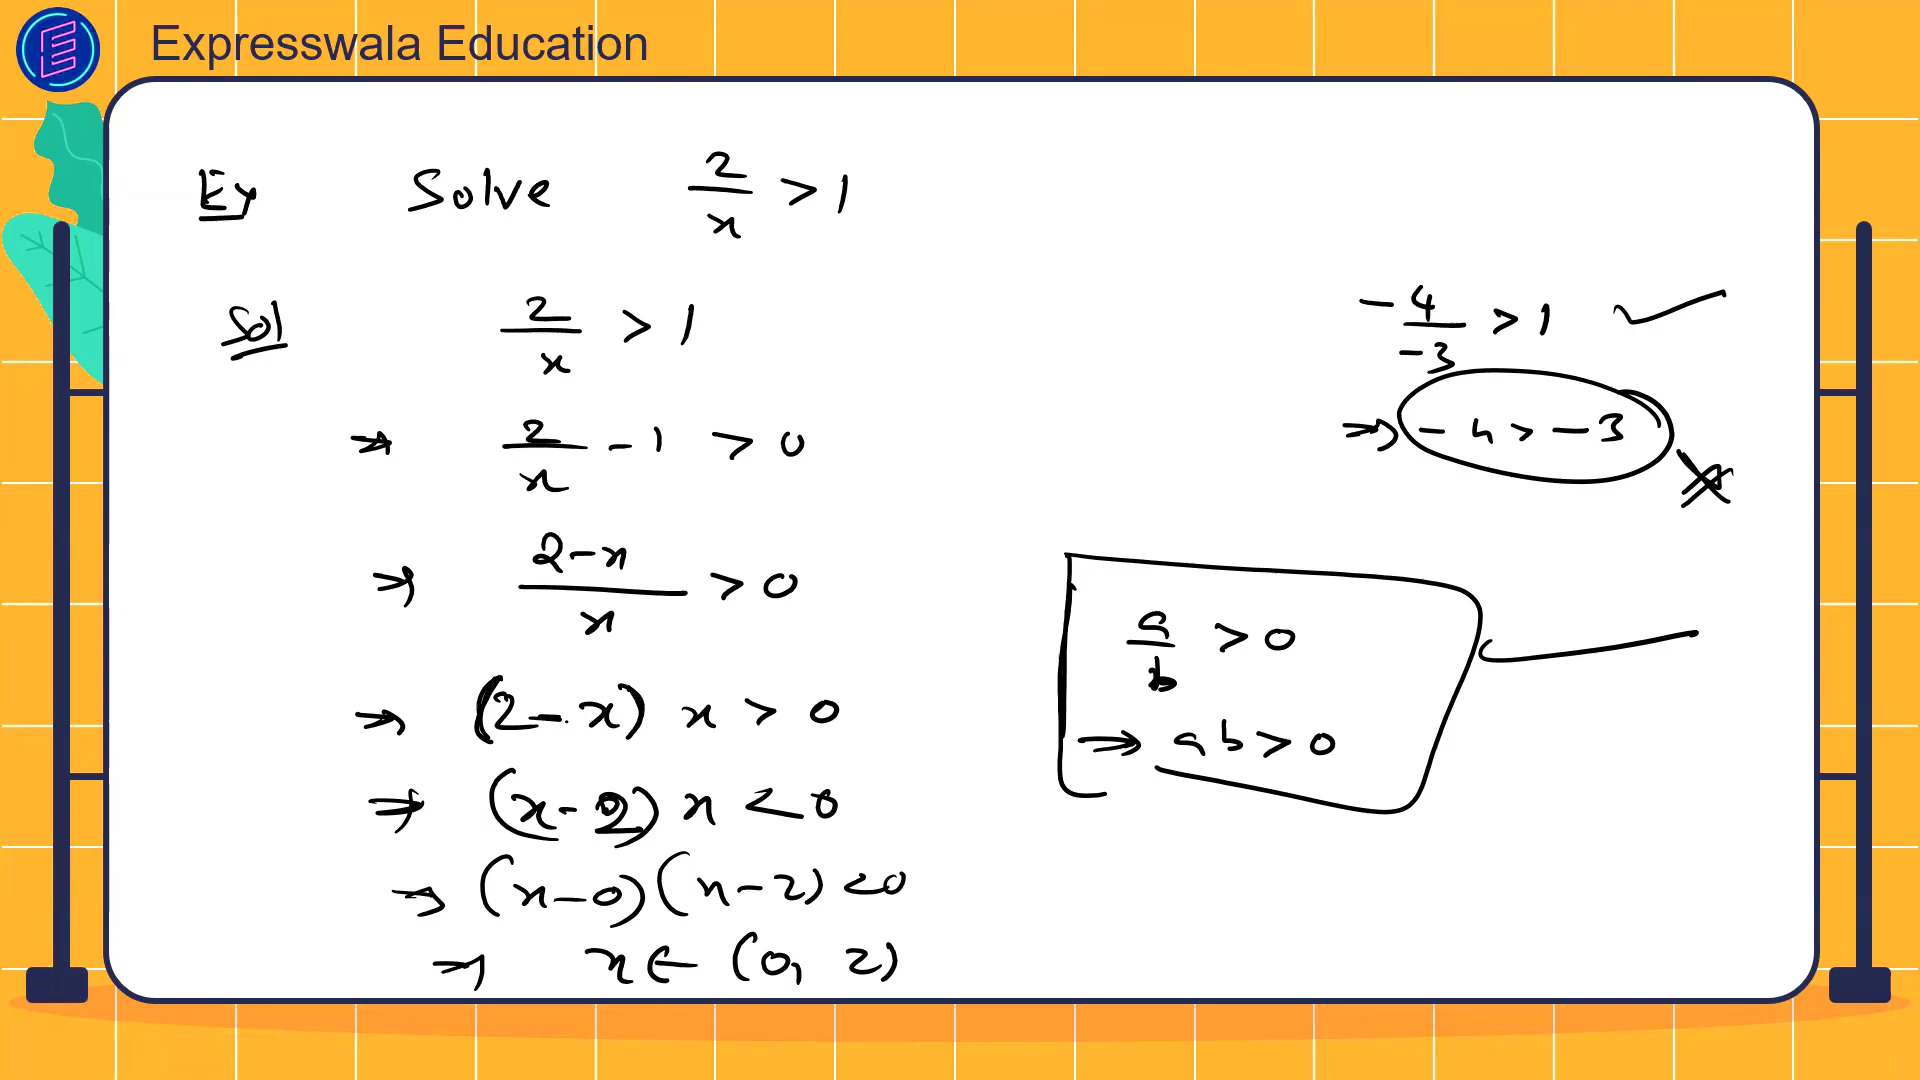 Expresswala Education
Ex Solve 2/x > 1
Sol 2/x > 1
⇒ 2/x - 1 > 0
⇒ 2-x/x > 0
⇒ (2-x) x > 0
⇒ (x-2) x < 0
⇒ (x-0)(x-2) <0
⇒ x ∈ (0, 2)
-4/-3 > 1 ✓
⇒ -4 > -3
a/b > 0
⇒ ab > 0